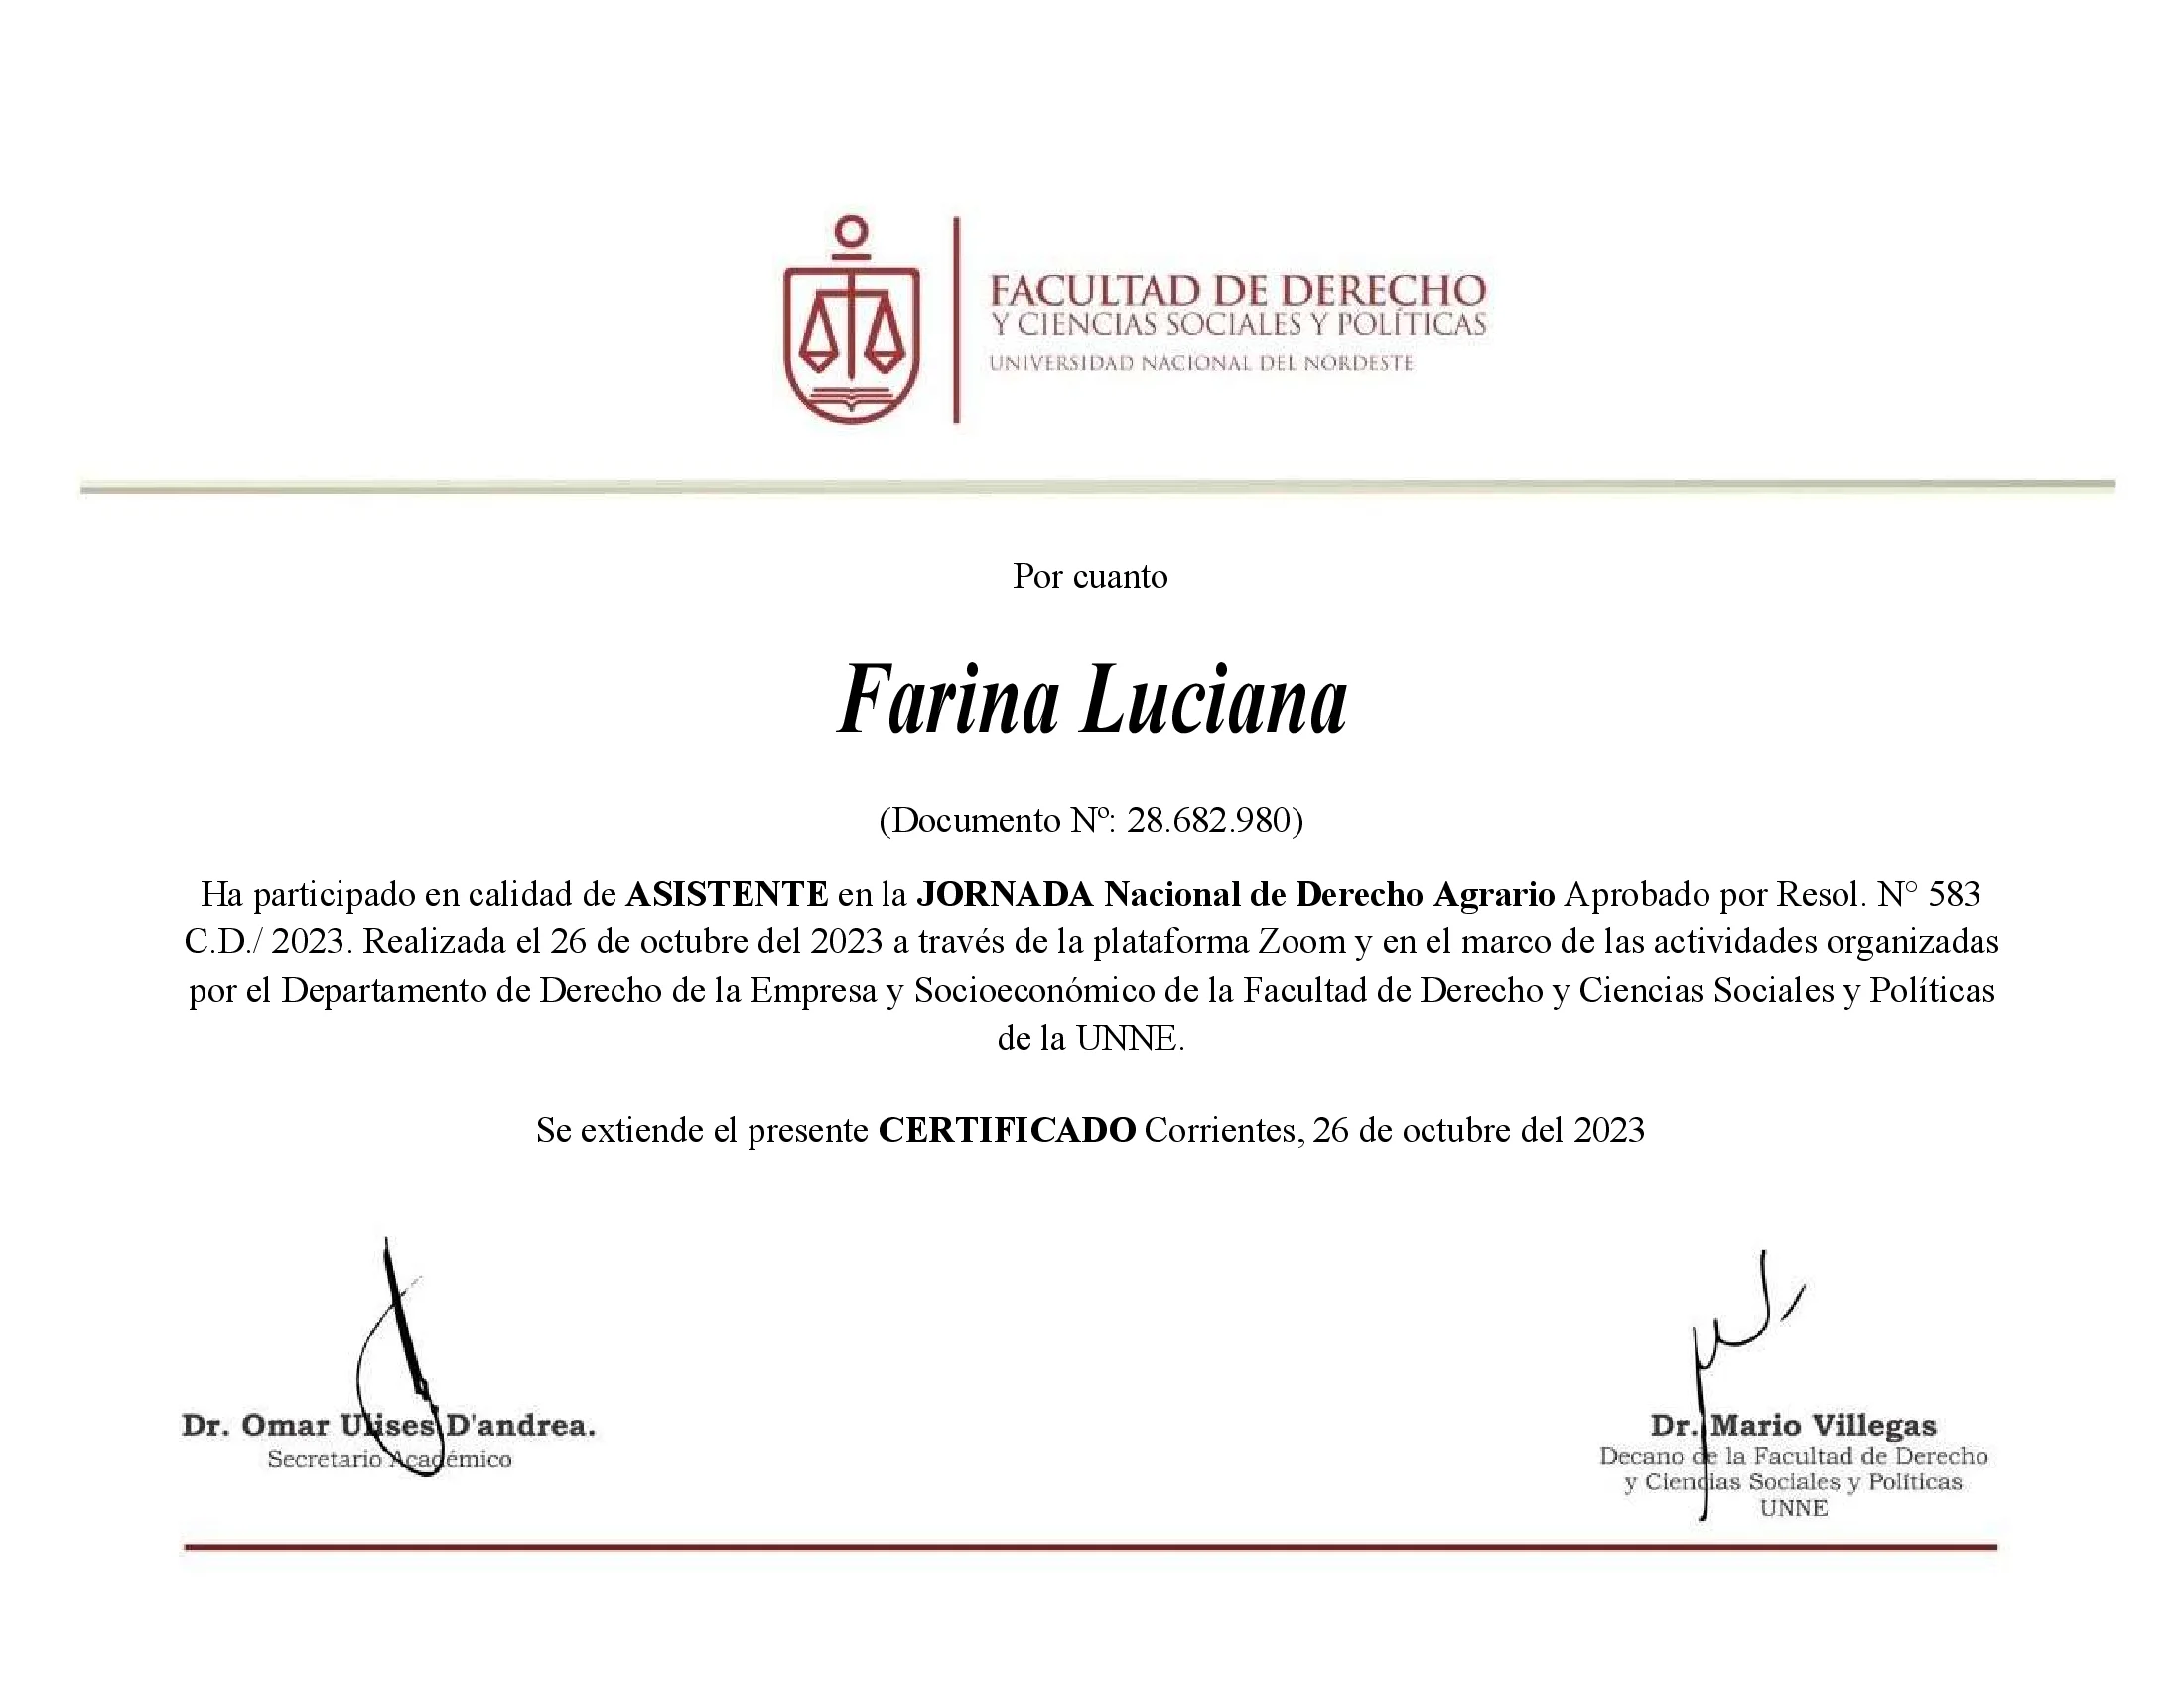 FACULTAD DE DERECHO
Y CIENCIAS SOCIALES Y POLÍTICAS
UNIVERSIDAD NACIONAL DEL NORDESTE
Por cuanto
Farina Luciana
(Documento Nº: 28.682.980)
Ha participado en calidad de ASISTENTE en la JORNADA Nacional de Derecho Agrario Aprobado por Resol. N° 583
C.D./ 2023. Realizada el 26 de octubre del 2023 a través de la plataforma Zoom y en el marco de las actividades organizadas
por el Departamento de Derecho de la Empresa y Socioeconómico de la Facultad de Derecho y Ciencias Sociales y Políticas
de la UNNE.
Se extiende el presente CERTIFICADO Corrientes, 26 de octubre del 2023
Dr. Omar Ulises D'andrea.
Secretario Académico
Dr. Mario Villegas
Decano de la Facultad de Derecho
y Ciencias Sociales y Políticas
UNNE